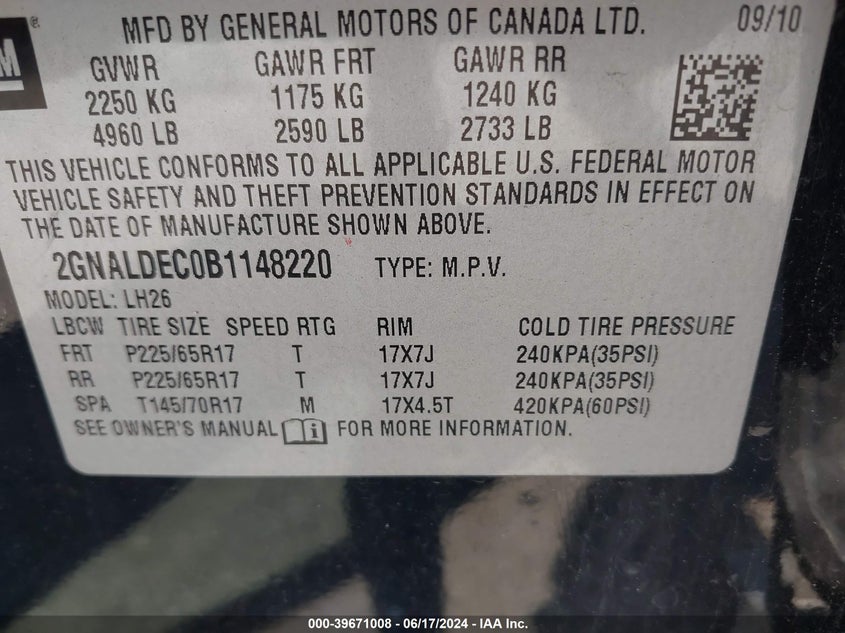 M ®
MFD BY GENERAL MOTORS OF CANADA LTD. 09/10
GVWR GAWR FRT GAWR RR
2250 KG 1175 KG 1240 KG
4960 LB 2590 LB 2733 LB
THIS VEHICLE CONFORMS TO ALL APPLICABLE U.S. FEDERAL MOTOR
VEHICLE SAFETY AND THEFT PREVENTION STANDARDS IN EFFECT ON
THE DATE OF MANUFACTURE SHOWN ABOVE.
2GNALDEC0B1148220 TYPE: M.P.V.
MODEL: LH26
LBCW TIRE SIZE SPEED RTG RIM COLD TIRE PRESSURE
FRT P225/65R17 T 17X7J 240KPA(35PSI)
RR P225/65R17 T 17X7J 240KPA(35PSI)
SPA T145/70R17 M 17X4.5T 420KPA(60PSI)
SEE OWNER'S MANUAL i FOR MORE INFORMATION.
000-39671008 - 06/17/2024 - IAA Inc.